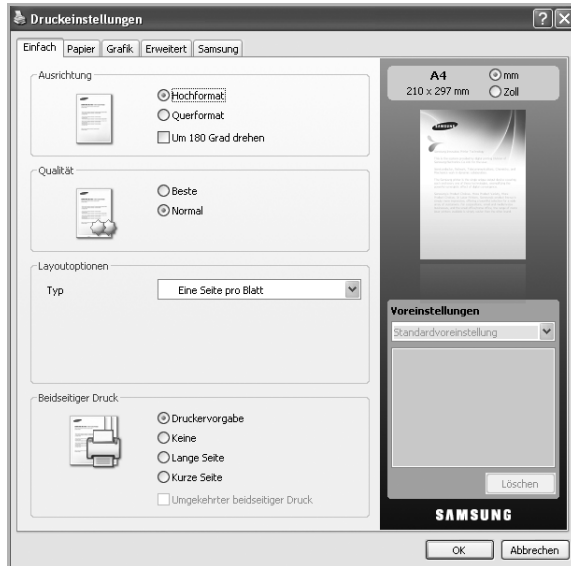 Druckeinstellungen
Einfach Papier Grafik Erweitert Samsung
Ausrichtung
Hochformat
Querformat
Um 180 Grad drehen
Qualität
Beste
Normal
Layoutoptionen
Typ Eine Seite pro Blatt
Beidseitiger Druck
Druckervorgabe
Keine
Lange Seite
Kurze Seite
Umgekehrter beidseitiger Druck
A4 mm
210 x 297 mm Zoll
SAMSUNG
Voreinstellungen
Standardvoreinstellung
Löschen
SAMSUNG
OK Abbrechen